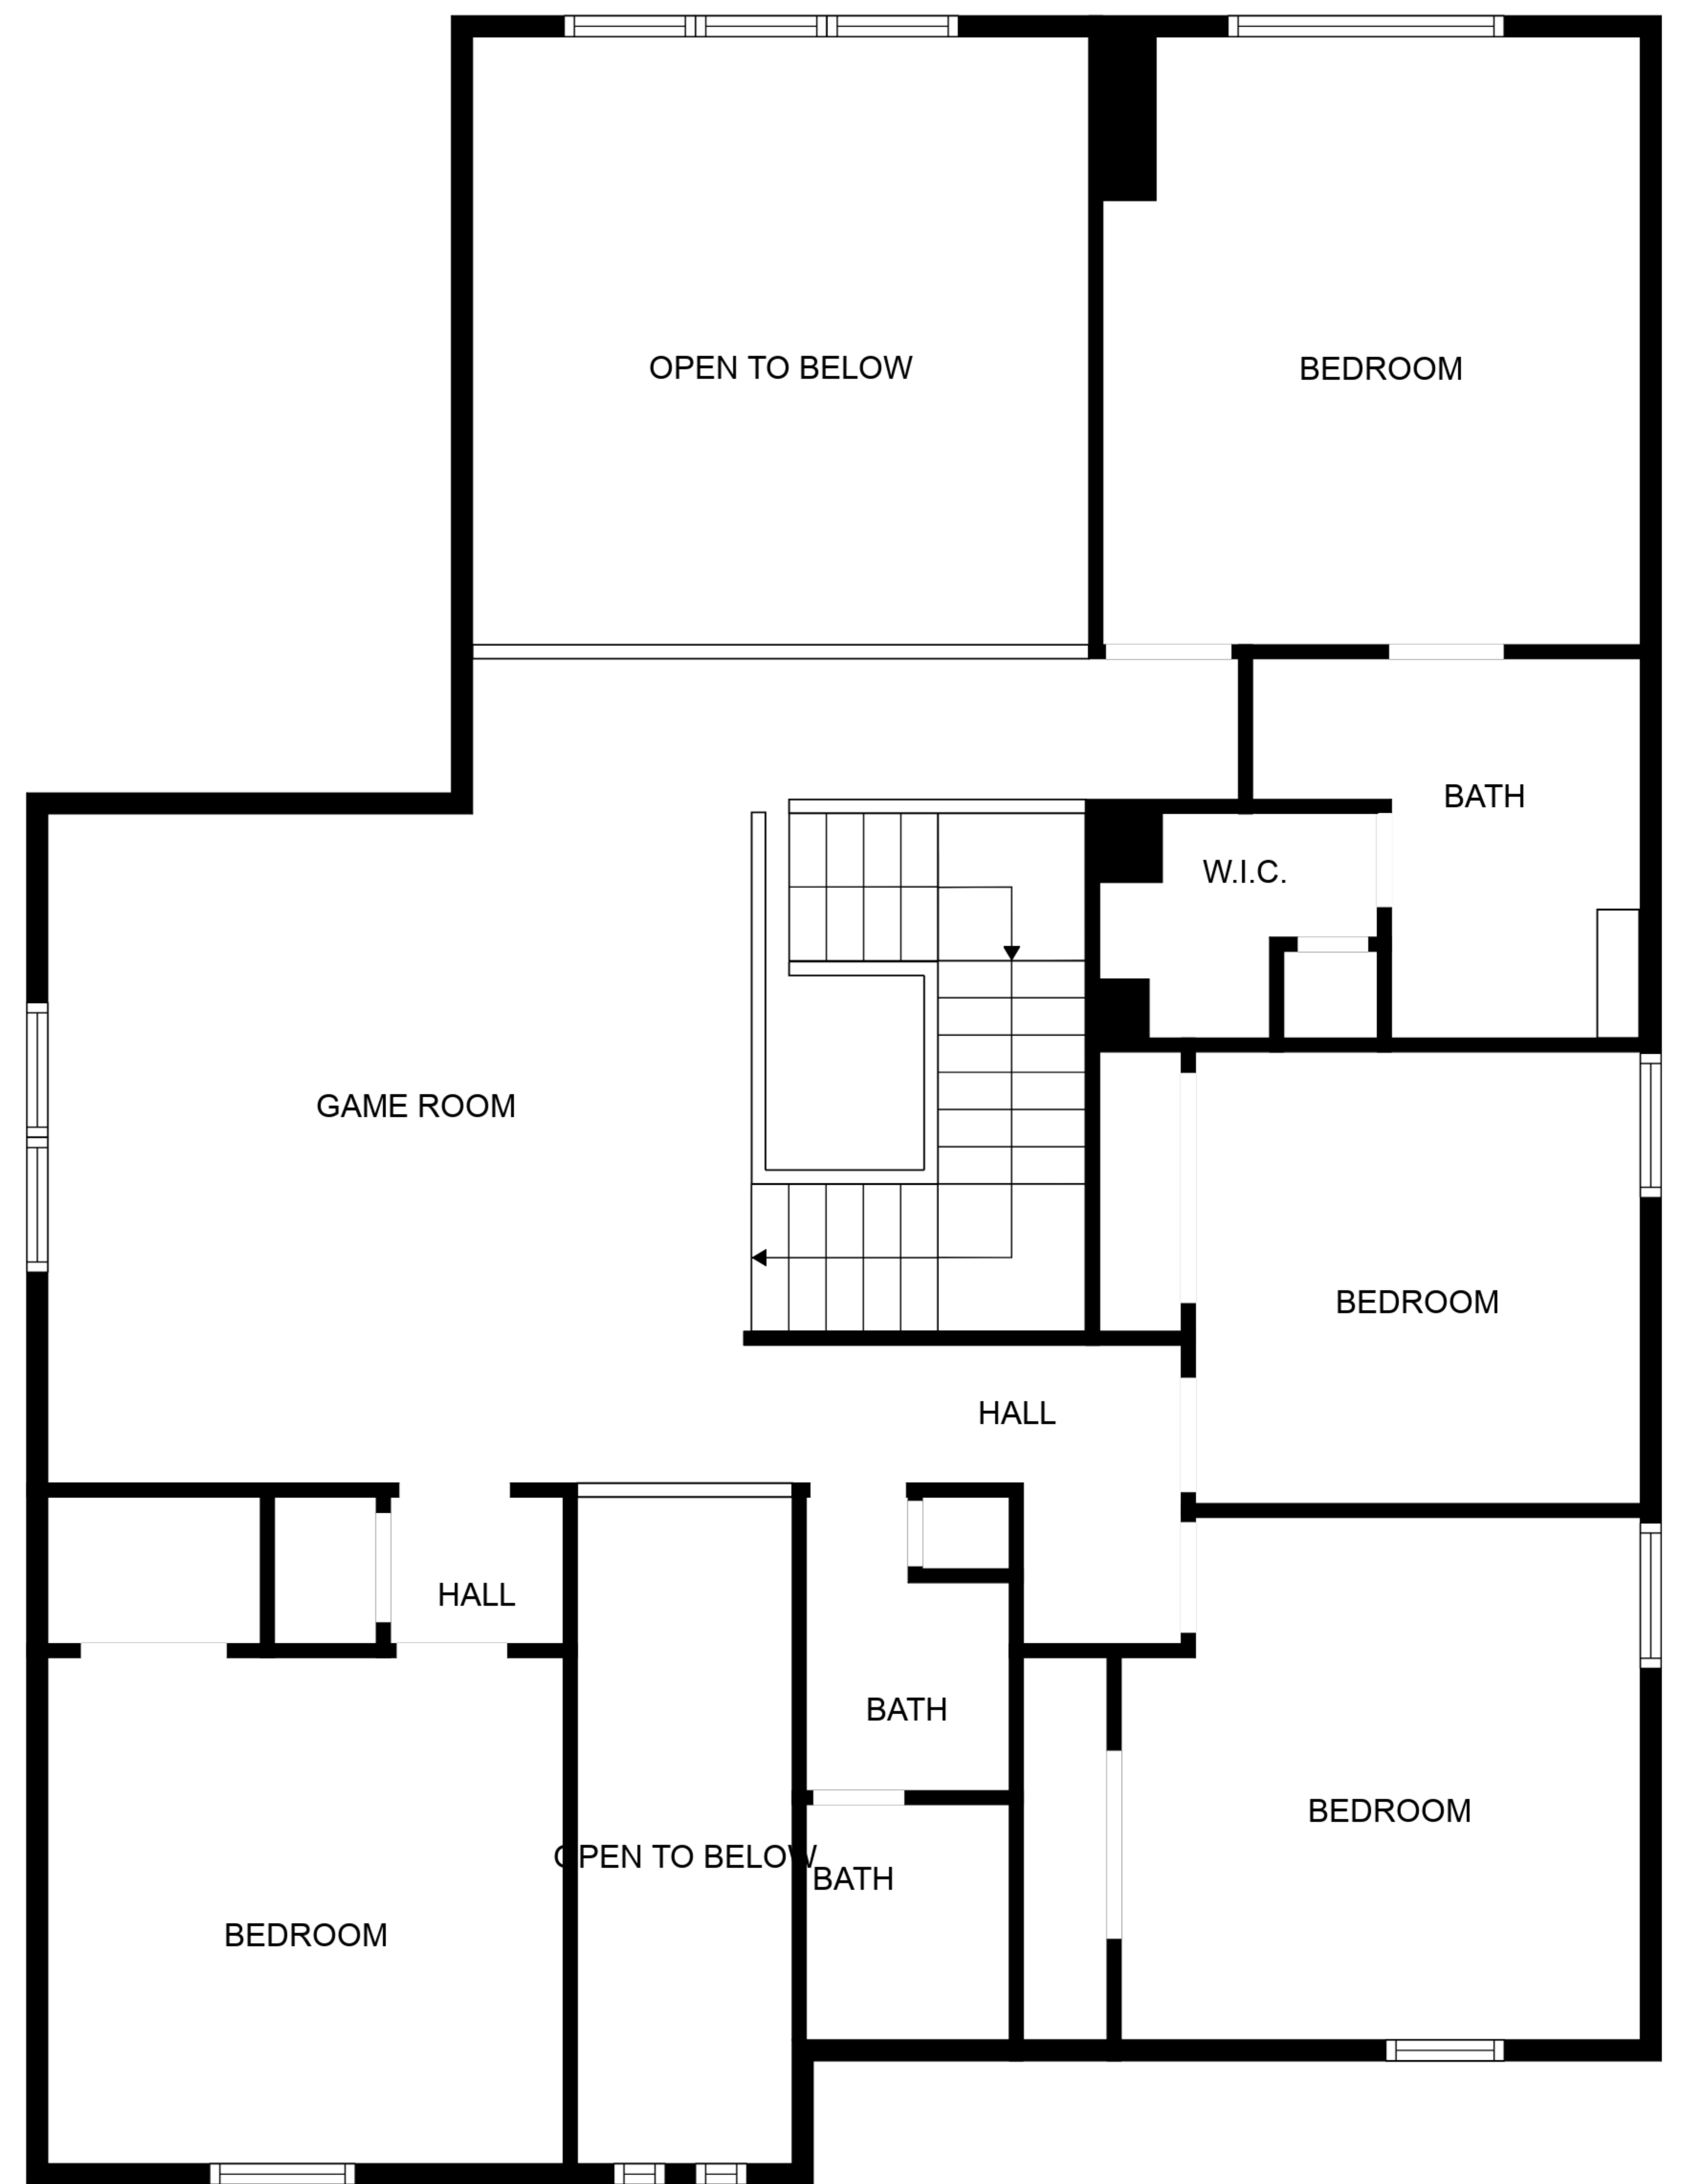 OPEN TO BELOW
BEDROOM
BATH
W.I.C.
GAME ROOM
BEDROOM
HALL
HALL
BATH
BEDROOM
OPEN TO BELOW
BATH
BEDROOM